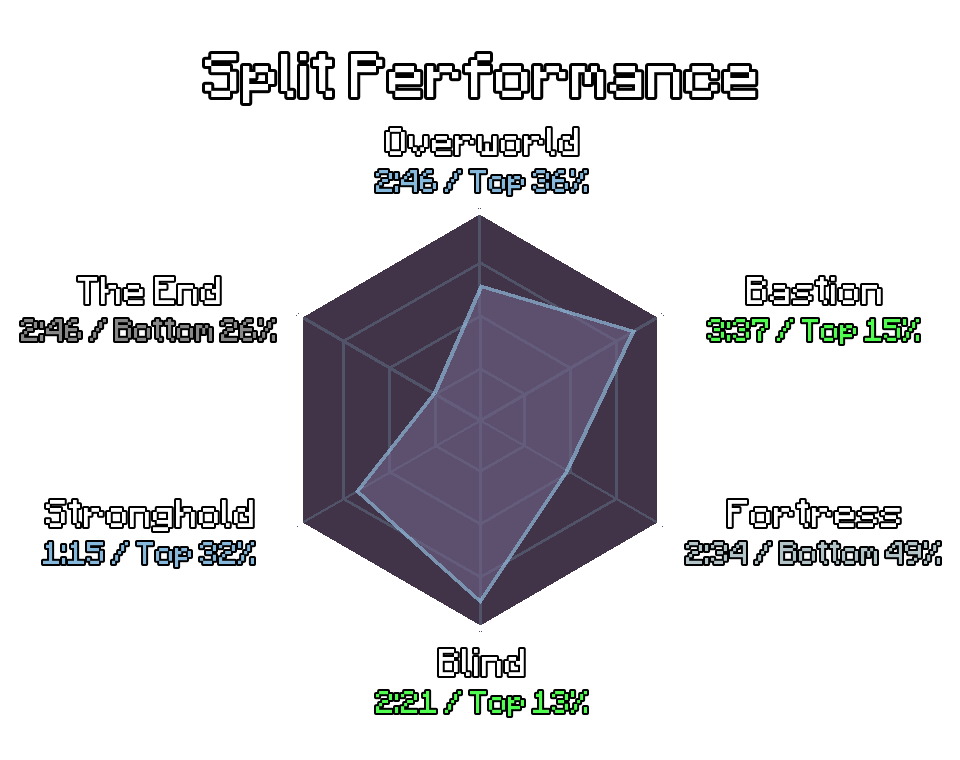 Split Performance
Overworld
2:46 / Top 36%
The End
2:46 / Bottom 26%
Bastion
3:37 / Top 15%
Stronghold
1:15 / Top 32%
Fortress
2:34 / Bottom 49%
Blind
2:21 / Top 13%